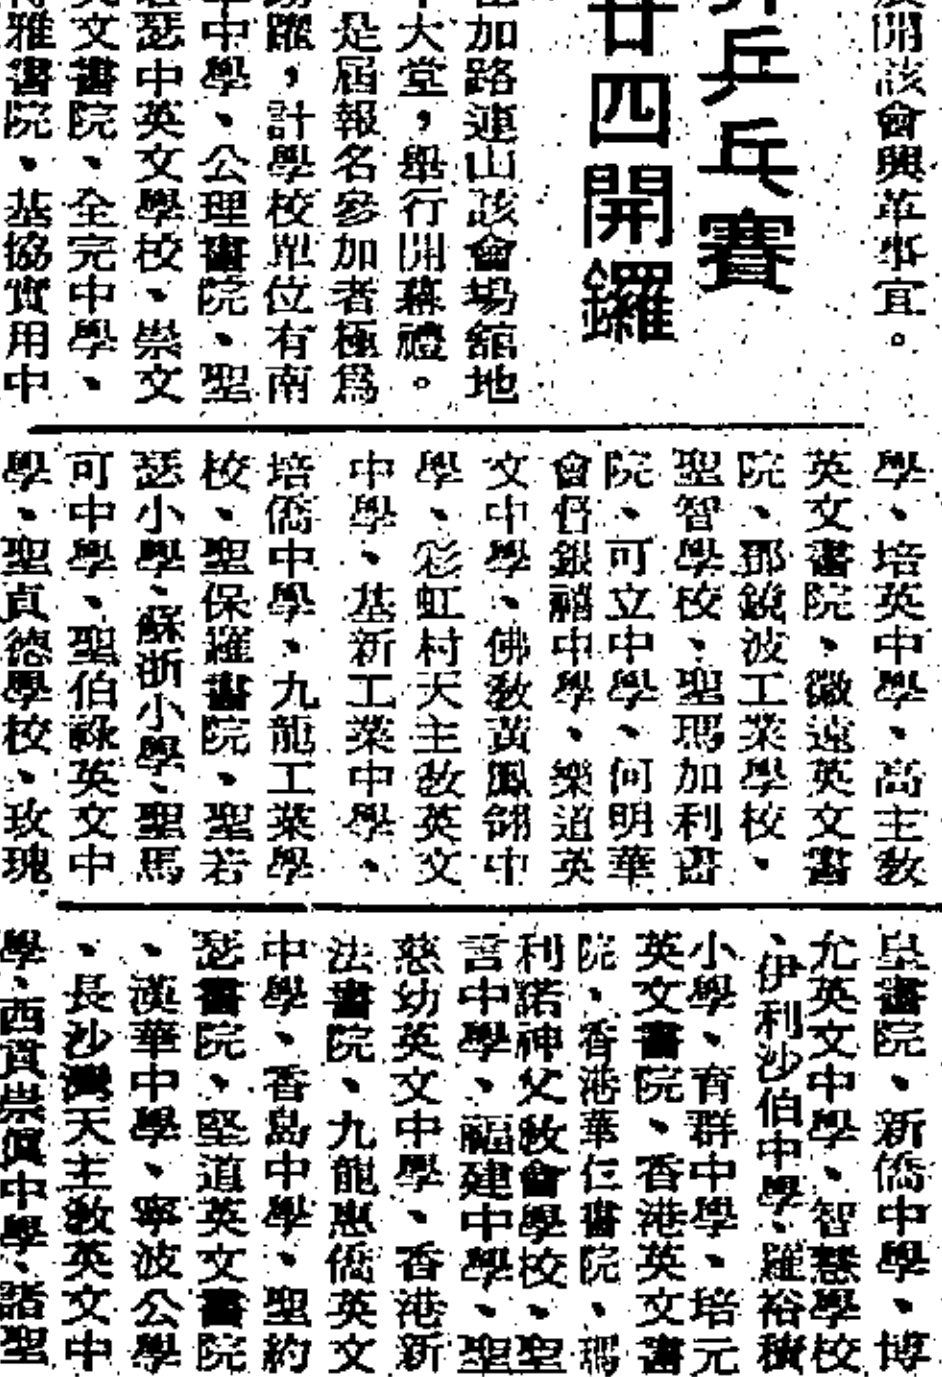 開該會興革事宜。
乒乓賽
廿四開鑼
加路連山該會場館地
大堂，舉行開幕禮。
是屆報名參加者極爲
躍，計學校單位有南
中學、公理書院、聖
瑟中英文學校、崇文
文書院、全完中學、
雅書院、基協實用中
學、培英中學、高主教
英文書院、徽遠英文書
院、鄧鏡波工業學校、
聖智學校、聖瑪加利書
院、可立中學、何明華
會督銀禧中學、樂道英
文中學、佛教黃鳳翎中
學、彩虹村天主教英文
中學、基新工業中學、
培僑中學、九龍工業學
校、聖保羅書院、聖若
瑟小學、蘇浙小學、聖馬
可中學、聖伯祿英文中
學、聖貞德學校、玫瑰
皇書院、新僑中學、博
允英文中學、智慧學校
、伊利沙伯中學、羅裕積
小學、育群中學、培元
英文書院、香港英文書
院、香港華仁書院、瑪
利諾神父教會學校、聖
言中學、福建中學、聖
慈幼英文中學、香港新
法書院、九龍惠僑英文
中學、香島中學、聖約
瑟書院、堅道英文書院
、漢華中學、寧波公學
、長沙灣天主教英文中
學、西貢崇眞中學、諸聖